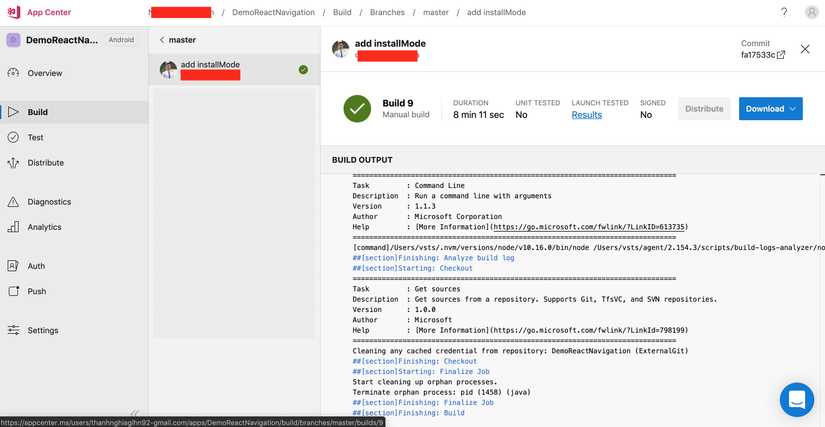 App Center
N
n / DemoReactNavigation / Build / Branches / master / add installMode
?
D DemoReactNa... Android
Overview
Build
Test
Distribute
Diagnostics
Analytics
Auth
Push
Settings
master
add installMode
add installMode
Commit
fa17533c
Build 9
Manual build
DURATION
8 min 11 sec
UNIT TESTED
No
LAUNCH TESTED
Results
SIGNED
No
Distribute
Download
BUILD OUTPUT
==============================================================================
Task : Command Line
Description : Run a command line with arguments
Version : 1.1.3
Author : Microsoft Corporation
Help : [More Information](https://go.microsoft.com/fwlink/?LinkID=613735)
==============================================================================
[command]/Users/vsts/.nvm/versions/node/v10.16.0/bin/node /Users/vsts/agent/2.154.3/scripts/build-logs-analyzer/no
##[section]Finishing: Analyze build log
##[section]Starting: Checkout
==============================================================================
Task : Get sources
Description : Get sources from a repository. Supports Git, TfsVC, and SVN repositories.
Version : 1.0.0
Author : Microsoft
Help : [More Information](https://go.microsoft.com/fwlink/?LinkId=798199)
==============================================================================
Cleaning any cached credential from repository: DemoReactNavigation (ExternalGit)
##[section]Finishing: Checkout
##[section]Starting: Finalize Job
Start cleaning up orphan processes.
Terminate orphan process: pid (1458) (java)
##[section]Finishing: Finalize Job
##[section]Finishing: Build
https://appcenter.ms/users/thanhnghiaglhn92-gmail.com/apps/DemoReactNavigation/build/branches/master/builds/9